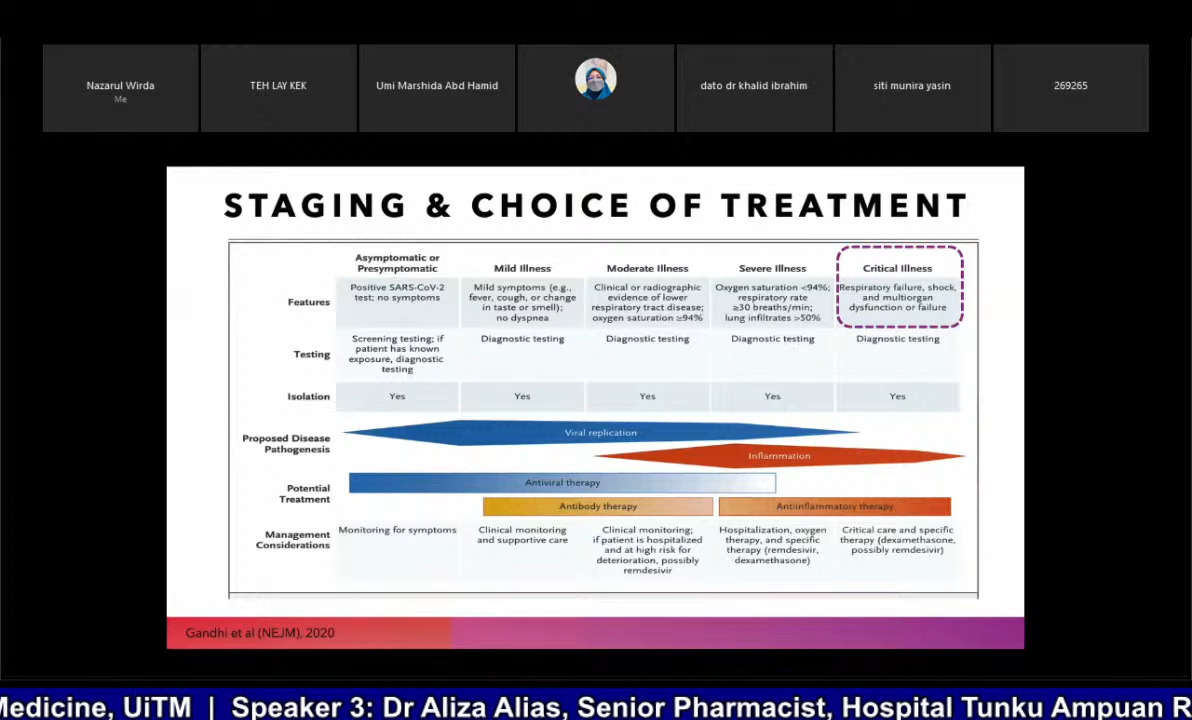 Nazarul Wirda
Me
TEH LAY KEK
Umi Marshida Abd Hamid
dato dr khalid ibrahim
siti munira yasin
269265
STAGING & CHOICE OF TREATMENT
Asymptomatic or
Presymptomatic
Mild Illness
Moderate Illness
Severe Illness
Critical Illness
Features
Positive SARS-CoV-2
test; no symptoms
Mild symptoms (e.g.,
fever, cough, or change
in taste or smell);
no dyspnea
Clinical or radiographic
evidence of lower
respiratory tract disease;
oxygen saturation ≥94%
Oxygen saturation <94%;
respiratory rate
≥30 breaths/min;
lung infiltrates >50%
Respiratory failure, shock,
and multiorgan
dysfunction or failure
Testing
Screening testing; if
patient has known
exposure, diagnostic
testing
Diagnostic testing
Diagnostic testing
Diagnostic testing
Diagnostic testing
Isolation
Yes
Yes
Yes
Yes
Yes
Proposed Disease
Pathogenesis
Viral replication
Inflammation
Potential
Treatment
Antiviral therapy
Antibody therapy
Antiinflammatory therapy
Management
Considerations
Monitoring for symptoms
Clinical monitoring
and supportive care
Clinical monitoring;
if patient is hospitalized
and at high risk for
deterioration, possibly
remdesivir
Hospitalization, oxygen
therapy, and specific
therapy (remdesivir,
dexamethasone)
Critical care and specific
therapy (dexamethasone,
possibly remdesivir)
Gandhi et al (NEJM), 2020
Medicine, UiTM | Speaker 3: Dr Aliza Alias, Senior Pharmacist, Hospital Tunku Ampuan R